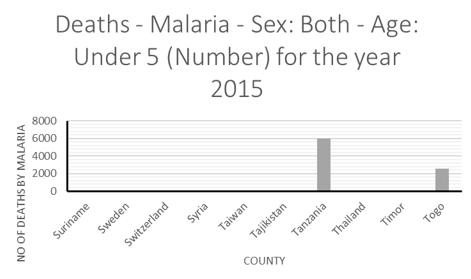 Deaths - Malaria - Sex: Both - Age:
Under 5 (Number) for the year
2015
NO OF DEATHS BY MALARIA
8000
6000
4000
2000
0
Suriname
Sweden
Switzerland
Syria
Taiwan
Tajikistan
Tanzania
Thailand
Timor
Togo
COUNTY